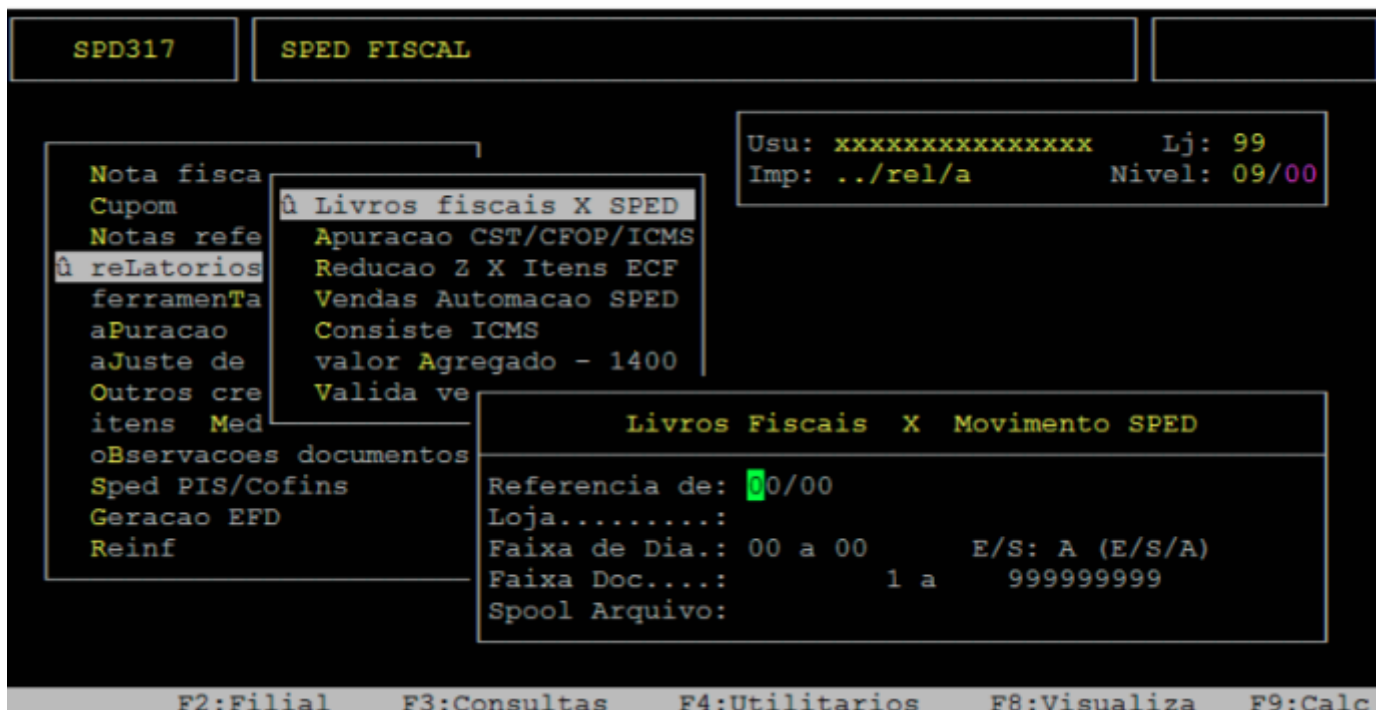 SPD317 SPED FISCAL
Usu: xxxxxxxxxxxxxxx Lj: 99
Imp: ../rel/a Nivel: 09/00
Nota fisca
Cupom
Notas refe
û reLatorios
ferramenTa
aPuracao
aJuste de
Outros cre
itens Med
oBservacoes documentos
Sped PIS/Cofins
Geracao EFD
Reinf
û Livros fiscais X SPED
Apuracao CST/CFOP/ICMS
Reducao Z X Itens ECF
Vendas Automacao SPED
Consiste ICMS
valor Agregado - 1400
Valida ve
Livros Fiscais X Movimento SPED
Referencia de: 00/00
Loja.........:
Faixa de Dia.: 00 a 00 E/S: A (E/S/A)
Faixa Doc....: 1 a 999999999
Spool Arquivo:
F2:Filial F3:Consultas F4:Utilitarios F8:Visualiza F9:Calc